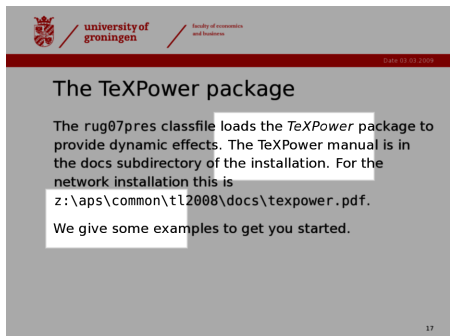 university of
groningen
faculty of economics
and business
Date 03.03.2009
The TeXPower package
The rug07pres classfile loads the TeXPower package to
provide dynamic effects. The TeXPower manual is in
the docs subdirectory of the installation. For the
network installation this is
z:\aps\common\tl2008\docs\texpower.pdf.
We give some examples to get you started.
17